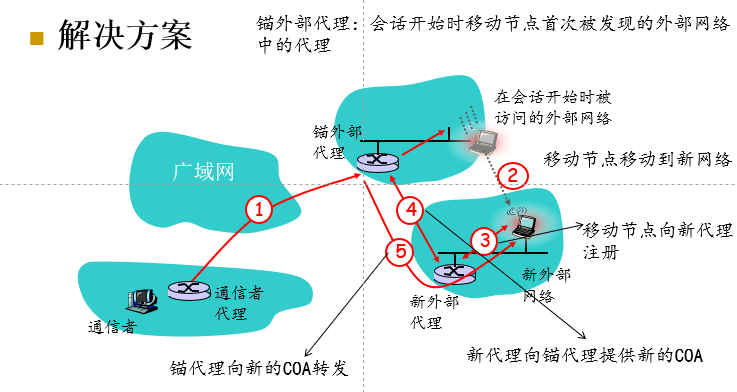 解决方案
锚外部代理：会话开始时移动节点首次被发现的外部网络
中的代理
在会话开始时被
访问的外部网络
锚外部
代理
广域网
移动节点移动到新网络
2
1
4
3
5
移动节点向新代理
注册
通信者
代理
通信者
新外部
代理
新外部
网络
锚代理向新的COA转发
新代理向锚代理提供新的COA